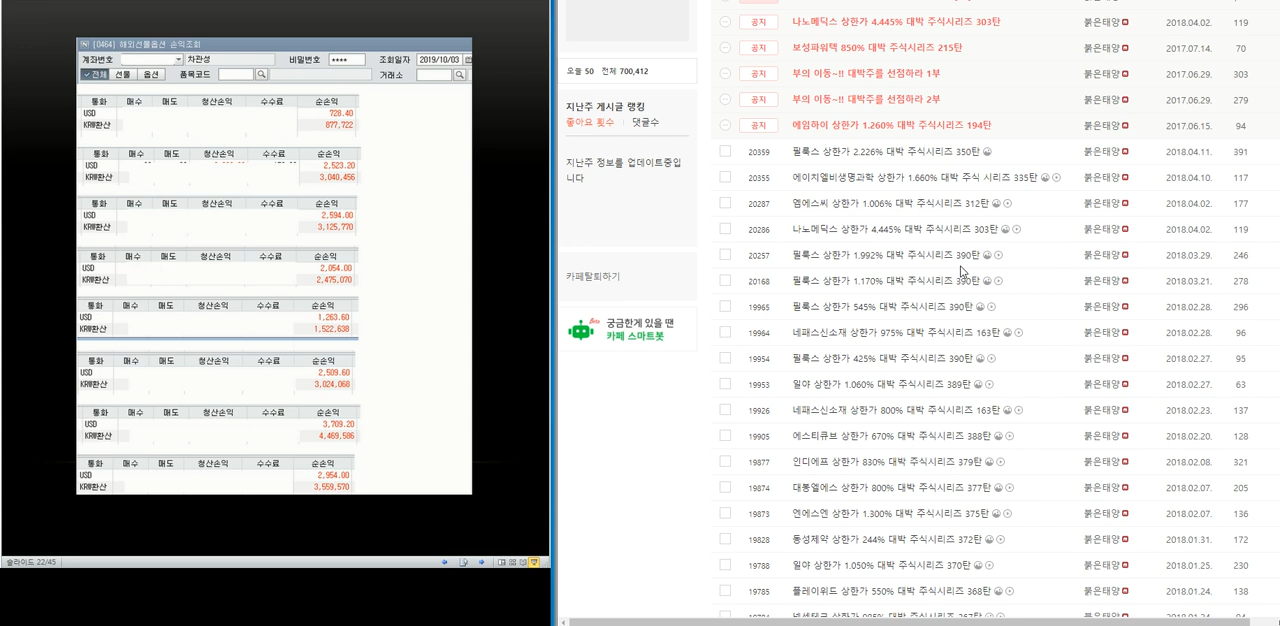 [0464] 해외선물옵션 손익조회
계좌번호 차관성 비밀번호 **** 조회일자 2019/10/03
전체 선물 옵션 품목코드 거래소
통화 매수 매도 청산손익 수수료 순손익
USD 728.40
KRW환산 877,722
통화 매수 매도 청산손익 수수료 순손익
USD 2,523.20
KRW환산 3,040,456
통화 매수 매도 청산손익 수수료 순손익
USD 2,594.00
KRW환산 3,125,770
통화 매수 매도 청산손익 수수료 순손익
USD 2,054.00
KRW환산 2,475,070
통화 매수 매도 청산손익 수수료 순손익
USD 1,263.60
KRW환산 1,522,638
통화 매수 매도 청산손익 수수료 순손익
USD 2,509.60
KRW환산 3,024,068
통화 매수 매도 청산손익 수수료 순손익
USD 3,709.20
KRW환산 4,469,586
통화 매수 매도 청산손익 수수료 순손익
USD 2,954.00
KRW환산 3,559,570
슬라이드 22/45
오늘 50 전체 700,412
지난주 게시글 랭킹
좋아요 횟수 댓글수
지난주 정보를 업데이트중입
니다
카페탈퇴하기
Beta
궁금한게 있을 땐
카페 스마트봇
공지 나노메딕스 상한가 4.445% 대박 주식시리즈 303탄 붉은태양 2018.04.02. 119
공지 보성파워텍 850% 대박 주식시리즈 215탄 붉은태양 2017.07.14. 70
공지 부의 이동~!! 대박주를 선점하라 1부 붉은태양 2017.06.29. 303
공지 부의 이동~!! 대박주를 선점하라 2부 붉은태양 2017.06.29. 279
공지 에임하이 상한가 1.260% 대박 주식시리즈 194탄 붉은태양 2017.06.15. 94
20359 필룩스 상한가 2.226% 대박 주식시리즈 350탄 붉은태양 2018.04.11. 391
20355 에이치엘비생명과학 상한가 1.660% 대박 주식 시리즈 335탄 붉은태양 2018.04.10. 117
20287 엠에스씨 상한가 1.006% 대박 주식시리즈 312탄 붉은태양 2018.04.02. 177
20286 나노메딕스 상한가 4.445% 대박 주식시리즈 303탄 붉은태양 2018.04.02. 119
20257 필룩스 상한가 1.992% 대박 주식시리즈 390탄 붉은태양 2018.03.29. 246
20168 필룩스 상한가 1.170% 대박 주식시리즈 390탄 붉은태양 2018.03.21. 278
19965 필룩스 상한가 545% 대박 주식시리즈 390탄 붉은태양 2018.02.28. 296
19964 네패스신소재 상한가 975% 대박 주식시리즈 163탄 붉은태양 2018.02.28. 96
19954 필룩스 상한가 425% 대박 주식시리즈 390탄 붉은태양 2018.02.27. 95
19953 일야 상한가 1.060% 대박 주식시리즈 389탄 붉은태양 2018.02.27. 63
19926 네패스신소재 상한가 800% 대박 주식시리즈 163탄 붉은태양 2018.02.23. 137
19905 에스티큐브 상한가 670% 대박 주식시리즈 388탄 붉은태양 2018.02.20. 128
19877 인디에프 상한가 830% 대박 주식시리즈 379탄 붉은태양 2018.02.08. 321
19874 대봉엘에스 상한가 800% 대박 주식시리즈 377탄 붉은태양 2018.02.07. 205
19873 엔에스엔 상한가 1.300% 대박 주식시리즈 375탄 붉은태양 2018.02.07. 136
19828 동성제약 상한가 244% 대박 주식시리즈 372탄 붉은태양 2018.01.31. 172
19788 일야 상한가 1.050% 대박 주식시리즈 370탄 붉은태양 2018.01.25. 230
19785 플레이위드 상한가 550% 대박 주식시리즈 368탄 붉은태양 2018.01.24. 138